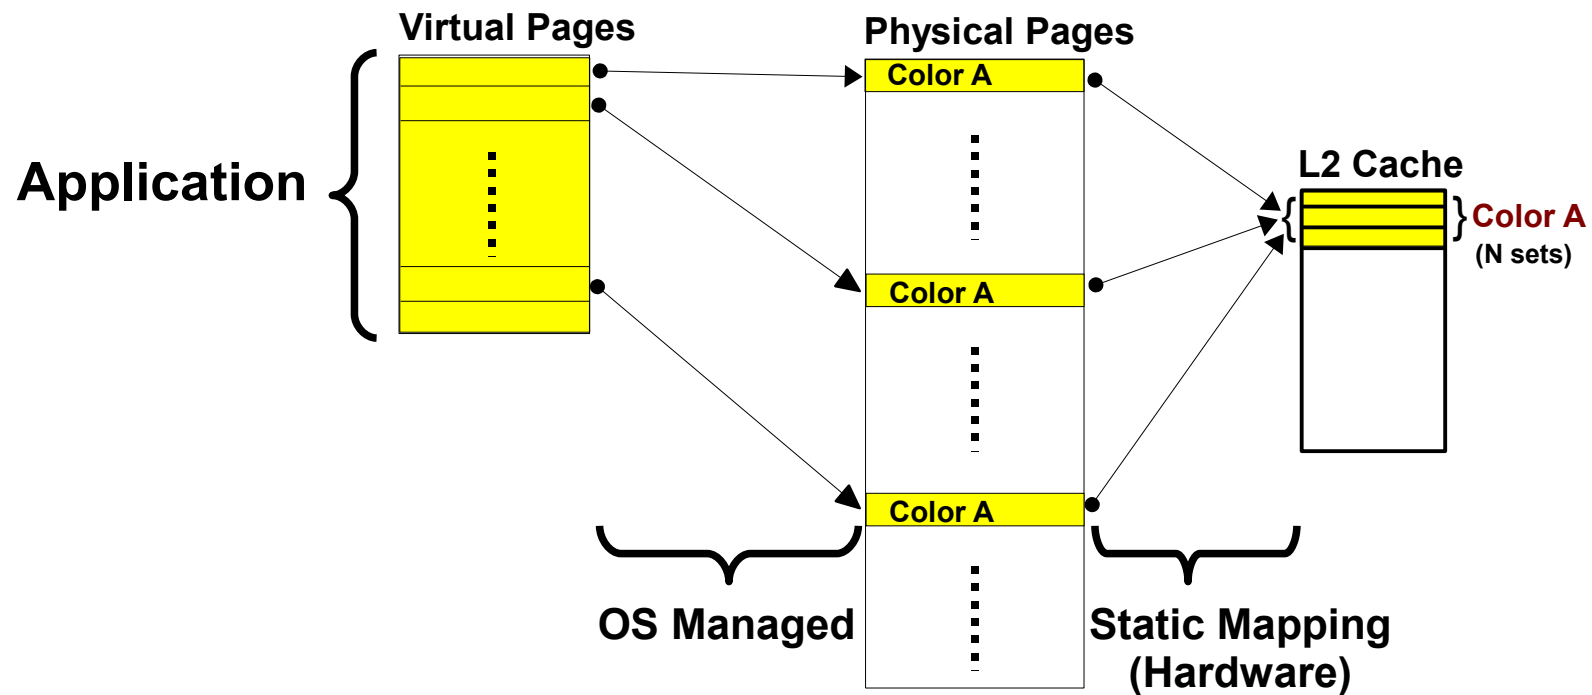 Virtual Pages
Physical Pages
Color A
Application
L2 Cache
Color A
(N sets)
Color A
Color A
OS Managed
Static Mapping
(Hardware)